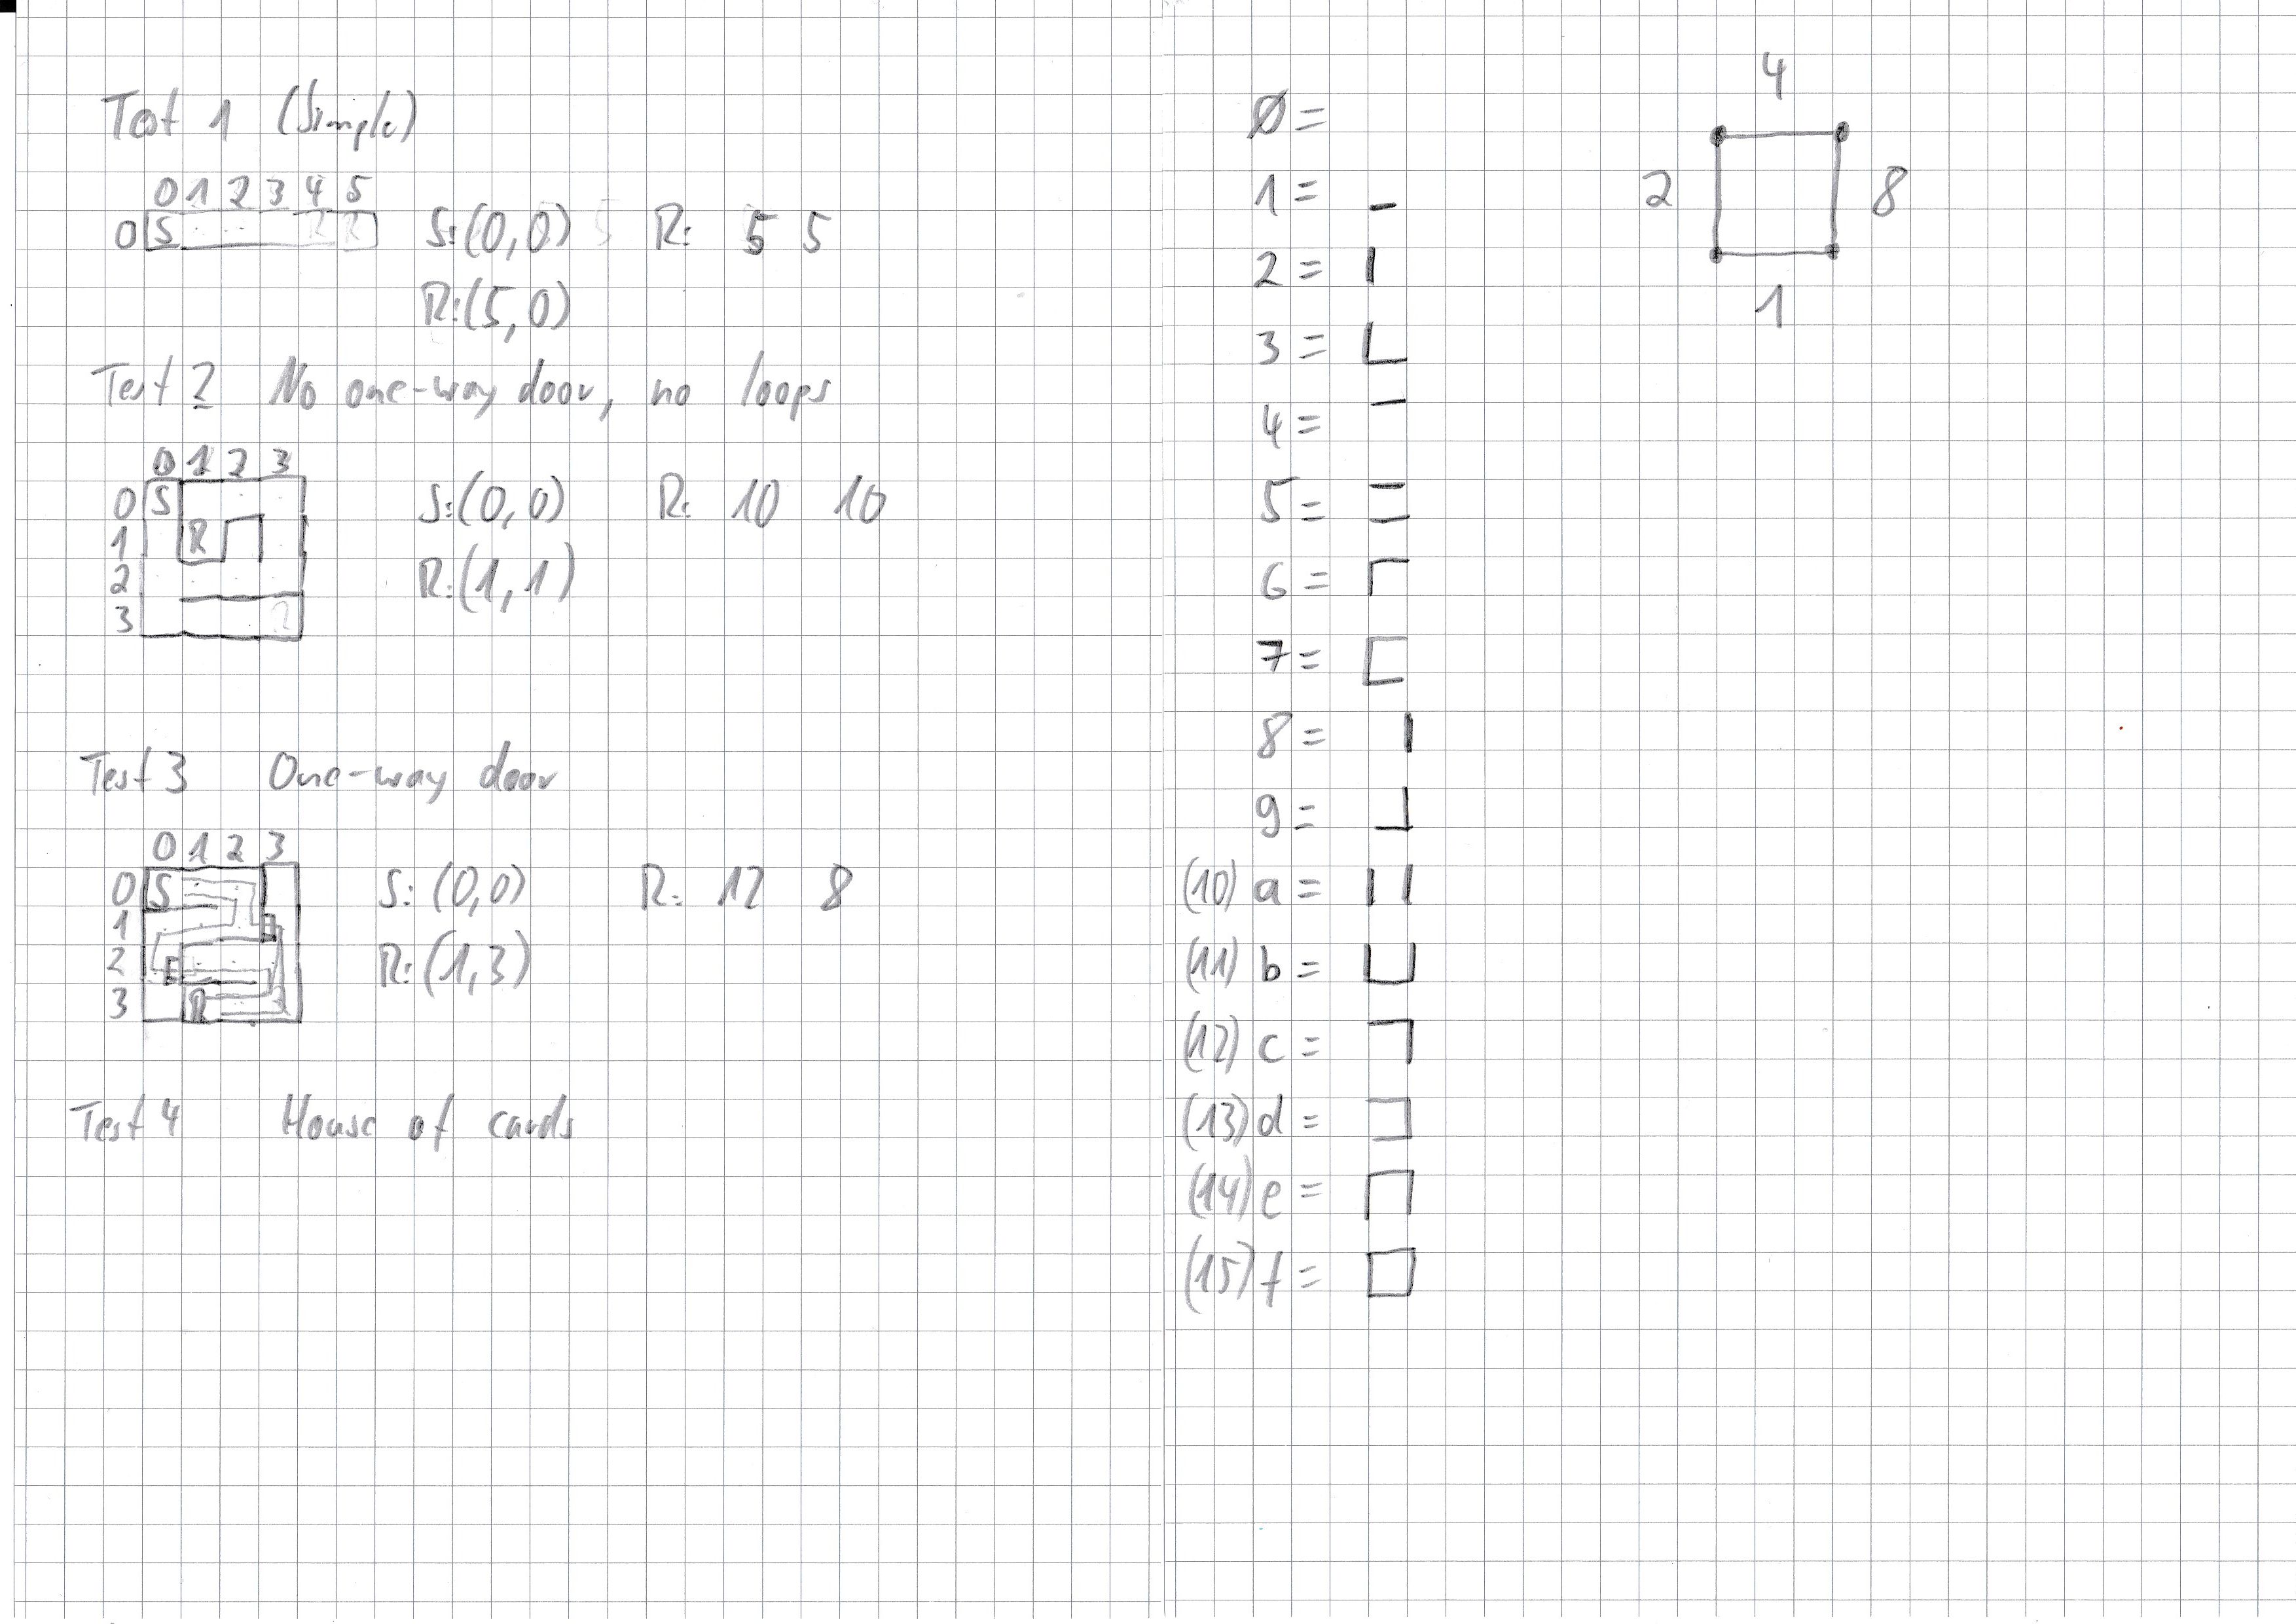 Test 1 (Simple)
0 1 2 3 4 5
0 S S:(0,0) R: 5 5
R:(5,0)
Test 2 No one-way door, no loops
0 1 2 3
0 S S:(0,0) R: 10 10
1 R
2 R:(1,1)
3
Test 3 One-way door
0 1 2 3
0 S S: (0,0) R: 12 8
1
2 R:(1,3)
3 R
Test 4 House of cards
Ø =
1 =
2 =
3 =
4 =
5 =
6 =
7 =
8 =
9 =
(10) a =
(11) b =
(12) c =
(13) d =
(14) e =
(15) f =
4
2 8
1